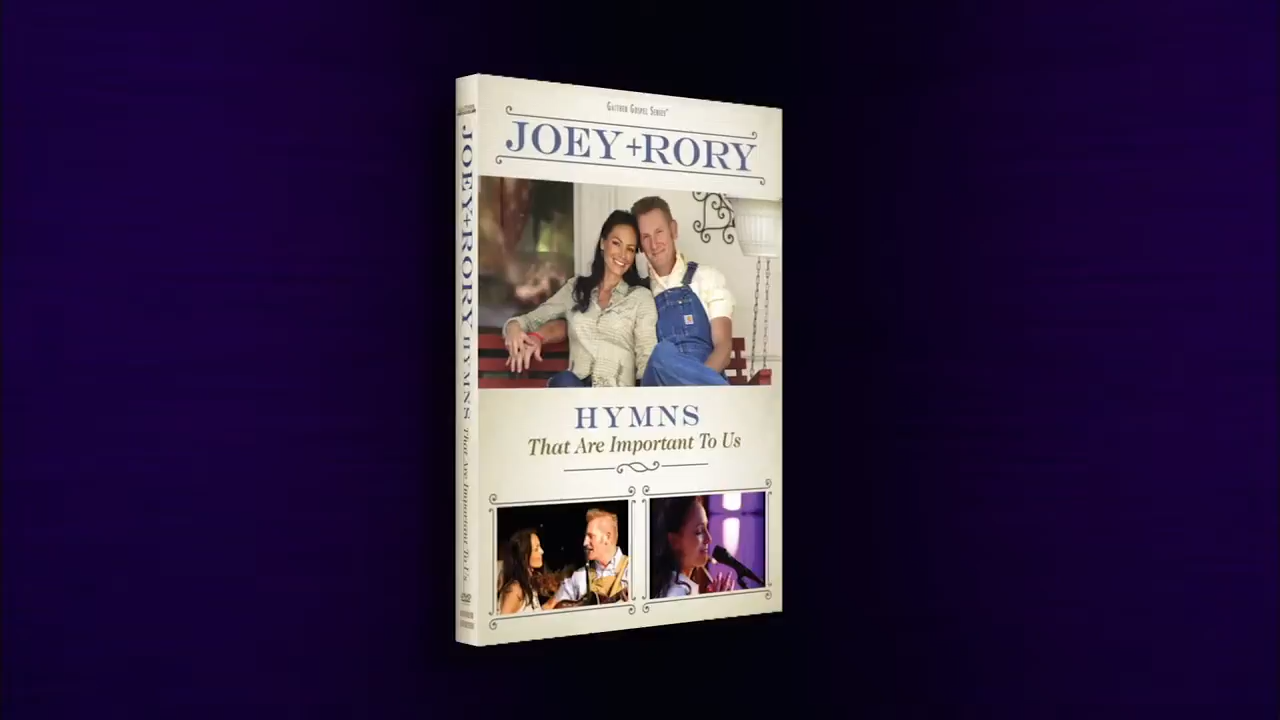 GAITHER GOSPEL SERIES™
JOEY+RORY
HYMNS
That Are Important To Us
JOEY+RORY HYMNS That Are Important To Us
DVD